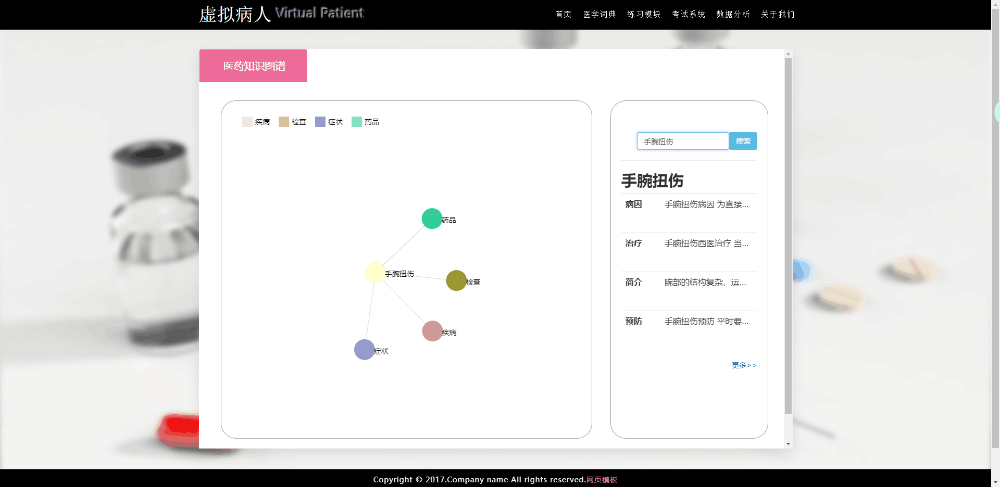 虚拟病人 Virtual Patient
首页 医学词典 练习模块 考试系统 数据分析 关于我们
医药知识图谱
疾病 检查 症状 药品
药品
手腕扭伤
检查
疾病
症状
手腕扭伤 搜索
手腕扭伤
病因 手腕扭伤病因 为直接...
治疗 手腕扭伤西医治疗 当...
简介 腕部的结构复杂、运...
预防 手腕扭伤预防 平时要...
更多>>
Copyright © 2017.Company name All rights reserved.网页模板